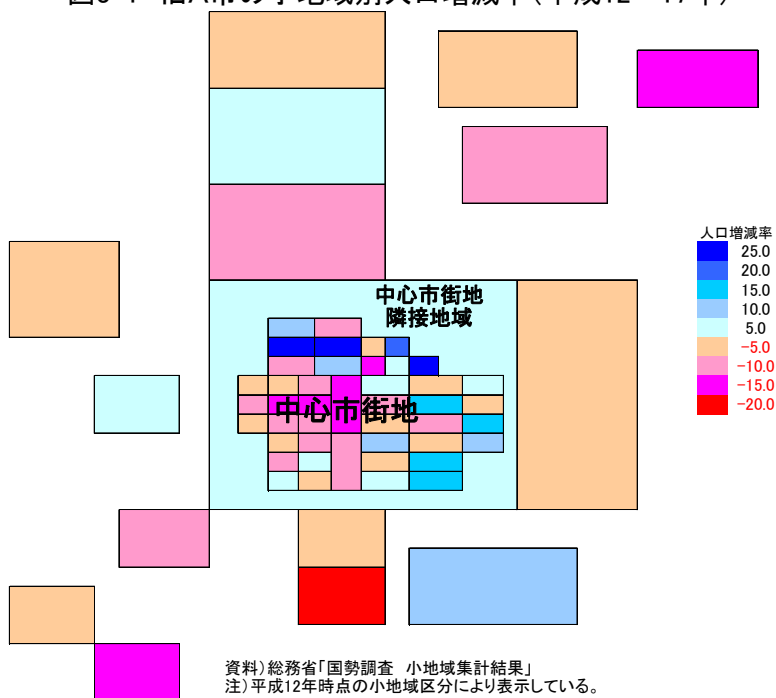 中心市街地
隣接地域
中心市街地
人口増減率
25.0
20.0
15.0
10.0
5.0
-5.0
-10.0
-15.0
-20.0
資料)総務省「国勢調査 小地域集計結果」
注)平成12年時点の小地域区分により表示している。